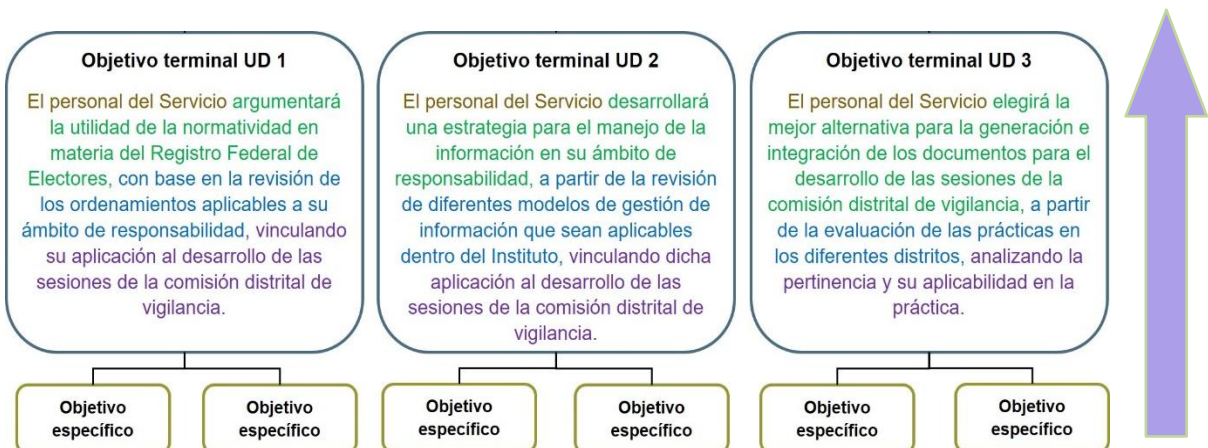 Objetivo terminal UD 1
El personal del Servicio argumentará
la utilidad de la normatividad en
materia del Registro Federal de
Electores, con base en la revisión de
los ordenamientos aplicables a su
ámbito de responsabilidad, vinculando
su aplicación al desarrollo de las
sesiones de la comisión distrital de
vigilancia.
Objetivo terminal UD 2
El personal del Servicio desarrollará
una estrategia para el manejo de la
información en su ámbito de
responsabilidad, a partir de la revisión
de diferentes modelos de gestión de
información que sean aplicables
dentro del Instituto, vinculando dicha
aplicación al desarrollo de las
sesiones de la comisión distrital de
vigilancia.
Objetivo terminal UD 3
El personal del Servicio elegirá la
mejor alternativa para la generación e
integración de los documentos para el
desarrollo de las sesiones de la
comisión distrital de vigilancia, a partir
de la evaluación de las prácticas en
los diferentes distritos, analizando la
pertinencia y su aplicabilidad en la
práctica.
Objetivo
específico
Objetivo
específico
Objetivo
específico
Objetivo
específico
Objetivo
específico
Objetivo
específico